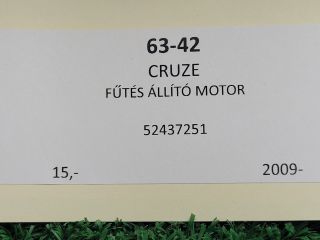 63-42
CRUZE
FŰTÉS ÁLLÍTÓ MOTOR
52437251
15,- 2009-